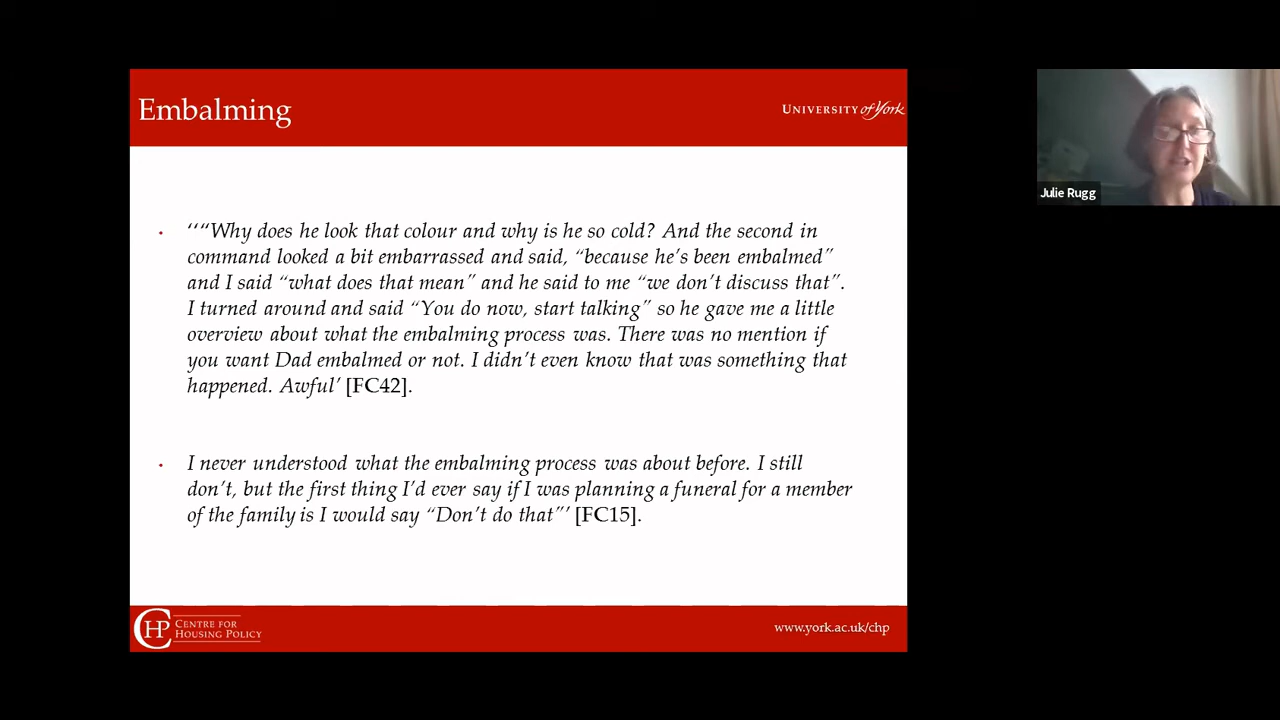 Embalming
UNIVERSITY of York
Julie Rugg
• ‘‘“Why does he look that colour and why is he so cold? And the second in
command looked a bit embarrassed and said, “because he’s been embalmed”
and I said “what does that mean” and he said to me “we don’t discuss that”.
I turned around and said “You do now, start talking” so he gave me a little
overview about what the embalming process was. There was no mention if
you want Dad embalmed or not. I didn’t even know that was something that
happened. Awful’ [FC42].
• I never understood what the embalming process was about before. I still
don’t, but the first thing I’d ever say if I was planning a funeral for a member
of the family is I would say “Don’t do that”’ [FC15].
CHP
CENTRE FOR
HOUSING POLICY
www.york.ac.uk/chp